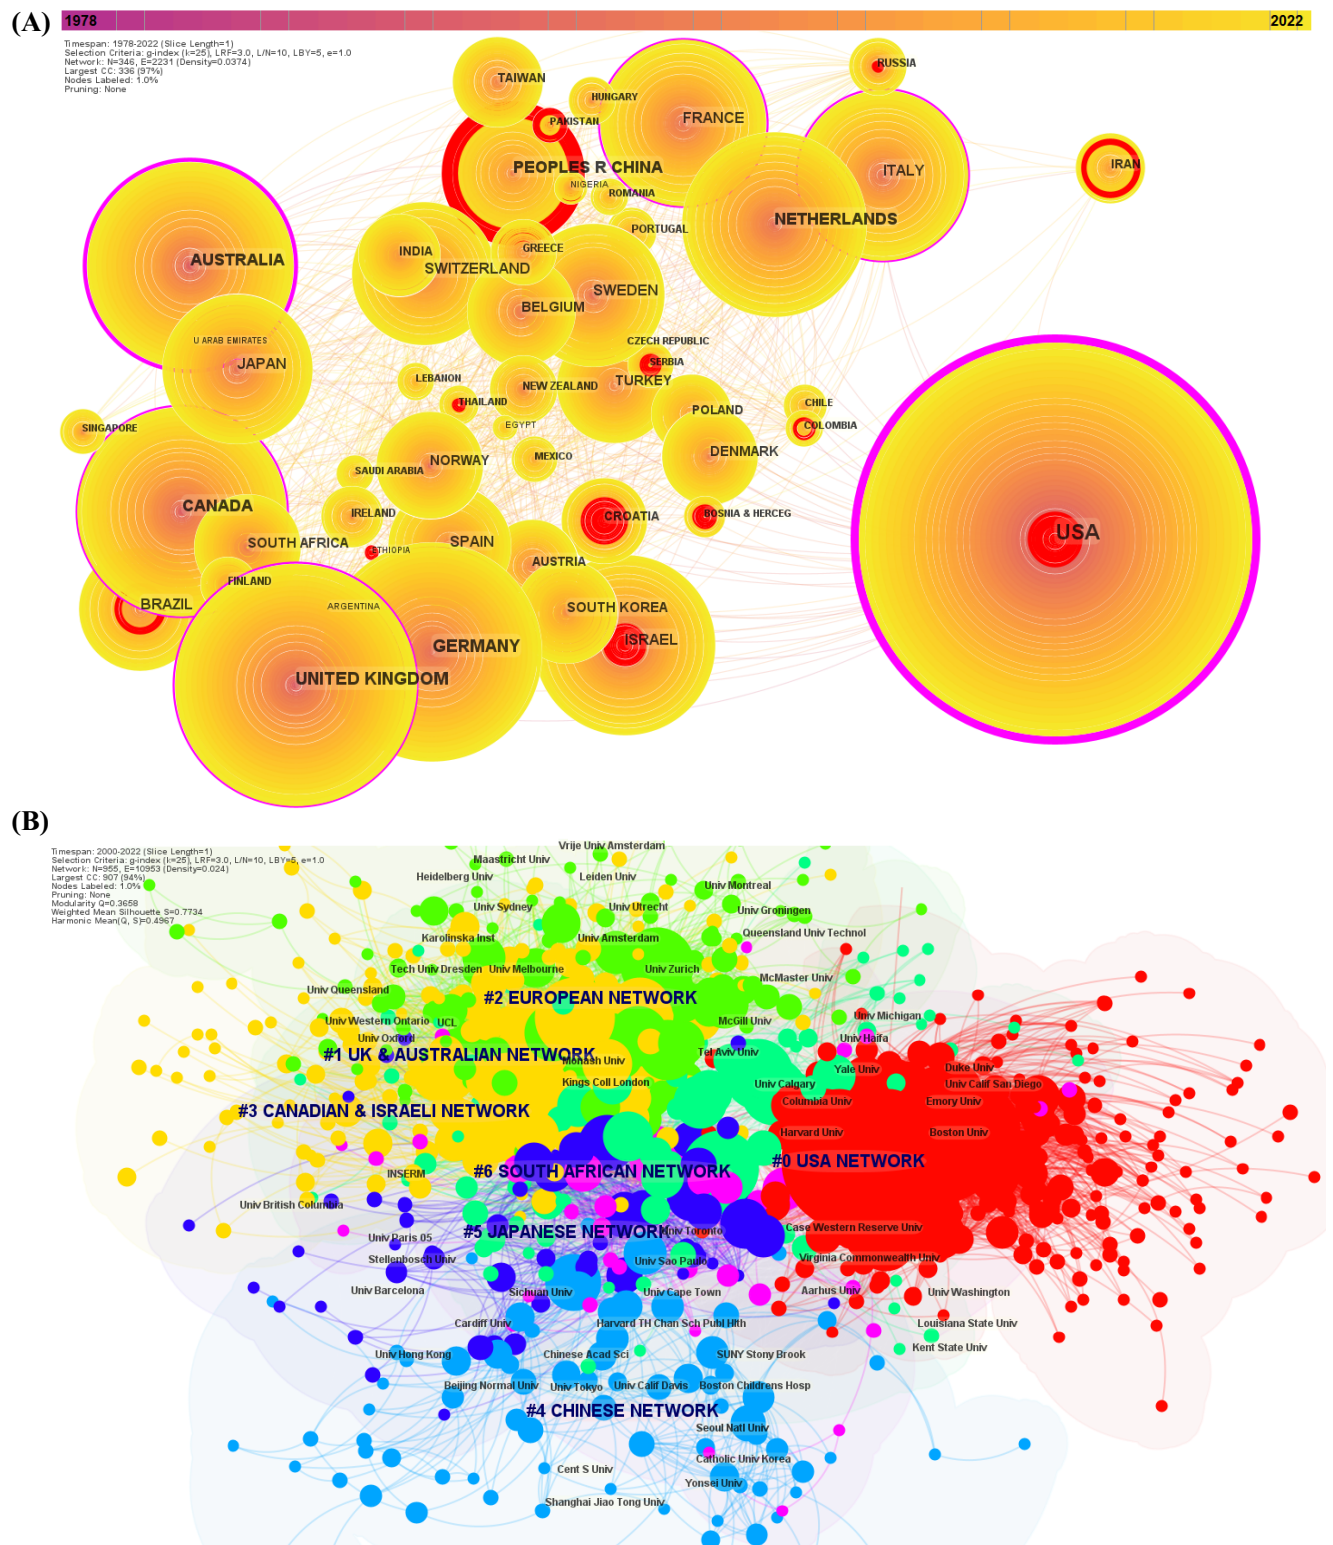 (A)
1978
2022
Timespan: 1978-2022 (Slice Length=1)
Selection Criteria: g-index (k=25), LRF=3.0, L/N=10, LBY=5, e=1.0
Network: N=346, E=2231 (Density=0.0374)
Largest CC: 336 (97%)
Nodes Labeled: 1.0%
Pruning: None
TAIWAN
RUSSIA
HUNGARY
FRANCE
PAKISTAN
PEOPLES R CHINA
ITALY
IRAN
NIGERIA
ROMANIA
NETHERLANDS
PORTUGAL
INDIA
GREECE
AUSTRALIA
SWITZERLAND
SWEDEN
BELGIUM
U ARAB EMIRATES
CZECH REPUBLIC
JAPAN
SERBIA
LEBANON
NEW ZEALAND
TURKEY
THAILAND
POLAND
CHILE
SINGAPORE
EGYPT
COLOMBIA
DENMARK
NORWAY
MEXICO
SAUDI ARABIA
CANADA
IRELAND
CROATIA
BOSNIA & HERCEG
USA
SOUTH AFRICA
ETHIOPIA
SPAIN
AUSTRIA
FINLAND
BRAZIL
ARGENTINA
SOUTH KOREA
GERMANY
ISRAEL
UNITED KINGDOM
(B)
Timespan: 2000-2022 (Slice Length=1)
Selection Criteria: g-index (k=25), LRF=3.0, L/N=10, LBY=5, e=1.0
Network: N=955, E=10953 (Density=0.024)
Largest CC: 907 (94%)
Nodes Labeled: 1.0%
Pruning: None
Modularity Q=0.3658
Weighted Mean Silhouette S=0.7734
Harmonic Mean(Q, S)=0.4967
Vrije Univ Amsterdam
Maastricht Univ
Heidelberg Univ
Leiden Univ
Univ Montreal
Univ Sydney
Univ Utrecht
Univ Groningen
Queensland Univ Technol
Karolinska Inst
Univ Amsterdam
Tech Univ Dresden
Univ Melbourne
Univ Zurich
McMaster Univ
Univ Queensland
#2 EUROPEAN NETWORK
Univ Western Ontario
UCL
McGill Univ
Univ Michigan
Univ Oxford
Univ Haifa
#1 UK & AUSTRALIAN NETWORK
Monash Univ
Tel Aviv Univ
Yale Univ
Duke Univ
Kings Coll London
Univ Calgary
Univ Calif San Diego
Columbia Univ
Emory Univ
#3 CANADIAN & ISRAELI NETWORK
Harvard Univ
Boston Univ
#0 USA NETWORK
#6 SOUTH AFRICAN NETWORK
INSERM
Univ British Columbia
#5 JAPANESE NETWORK
Univ Toronto
Case Western Reserve Univ
Univ Paris 05
Stellenbosch Univ
Univ Sao Paulo
Virginia Commonwealth Univ
Univ Barcelona
Sichuan Univ
Univ Cape Town
Aarhus Univ
Univ Washington
Cardiff Univ
Harvard TH Chan Sch Publ Hlth
Louisiana State Univ
Univ Hong Kong
Chinese Acad Sci
SUNY Stony Brook
Kent State Univ
Beijing Normal Univ
Univ Tokyo
Univ Calif Davis
Boston Childrens Hosp
#4 CHINESE NETWORK
Seoul Natl Univ
Catholic Univ Korea
Cent S Univ
Yonsei Univ
Shanghai Jiao Tong Univ